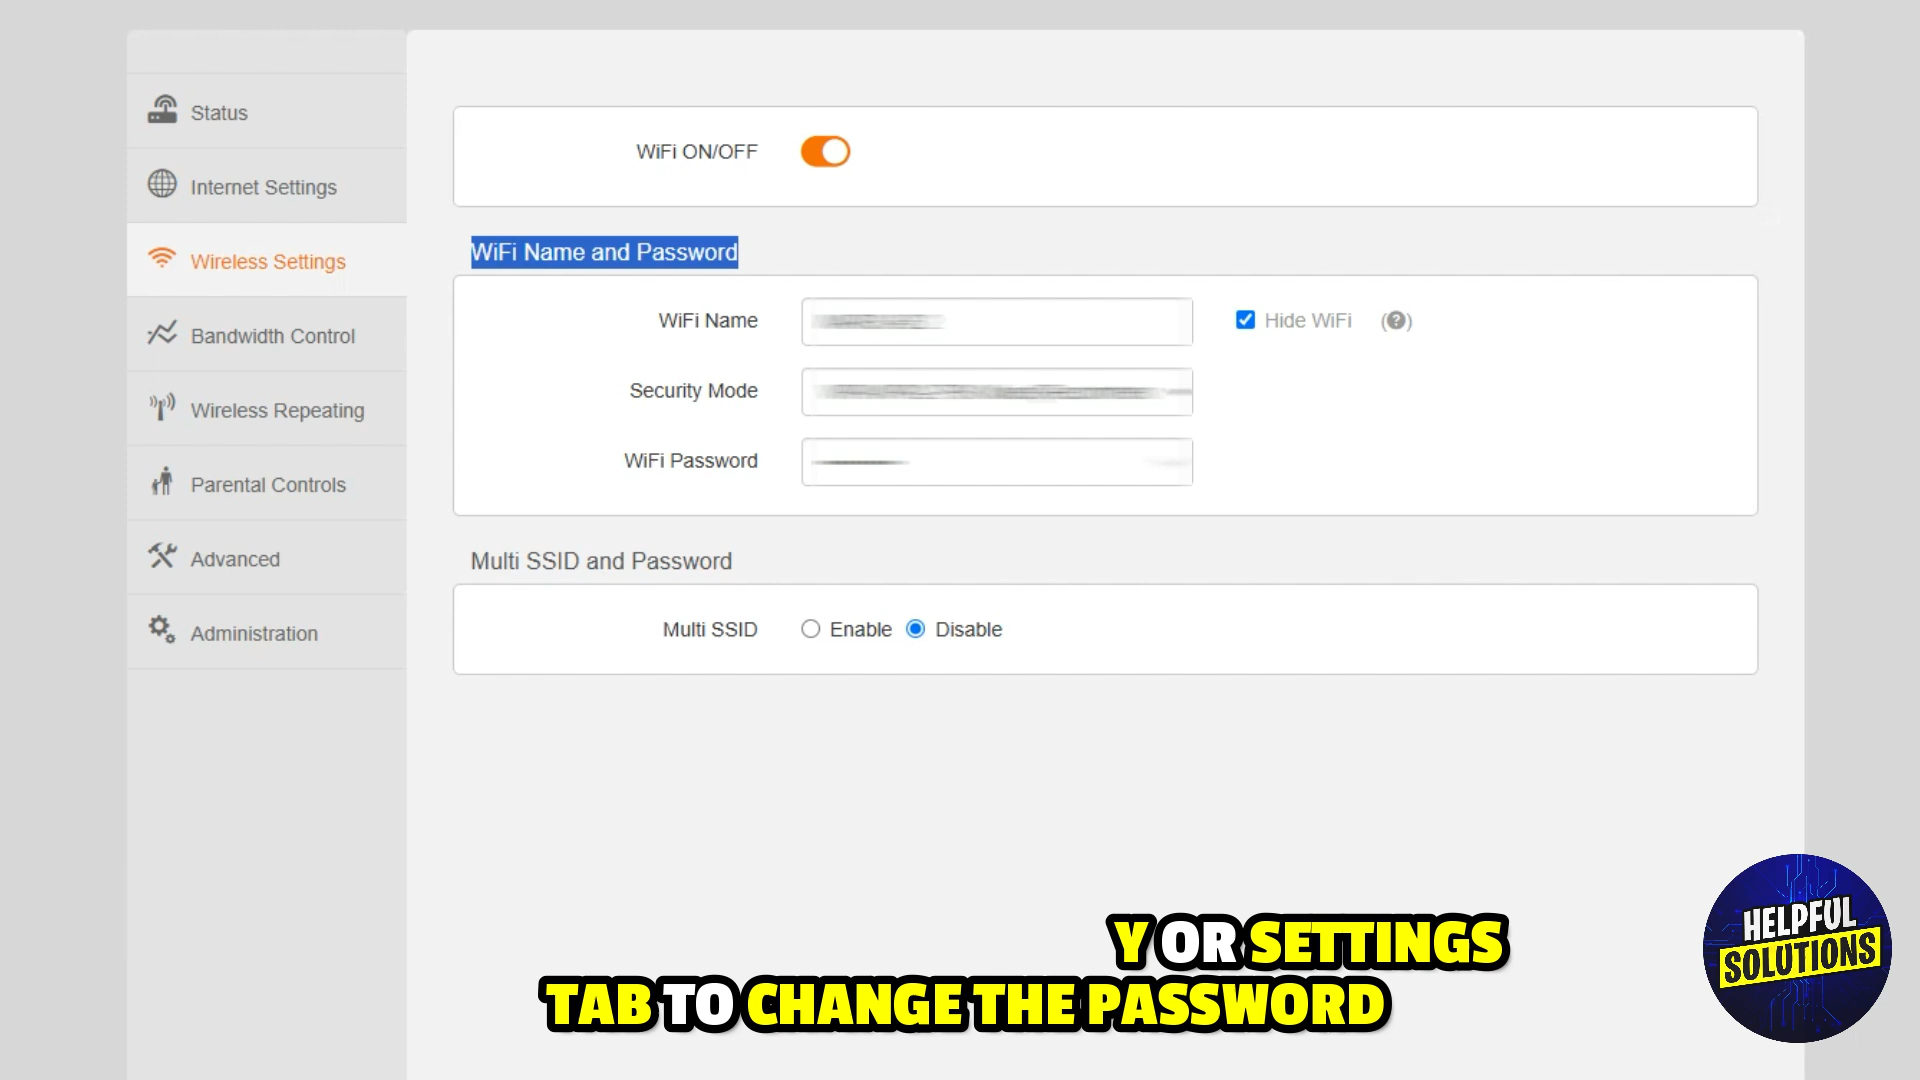 Status
Internet Settings
Wireless Settings
Bandwidth Control
Wireless Repeating
Parental Controls
Advanced
Administration
WiFi ON/OFF
WiFi Name and Password
WiFi Name
Hide WiFi (?)
Security Mode
WiFi Password
Multi SSID and Password
Multi SSID Enable Disable
Y OR SETTINGS
TAB TO CHANGE THE PASSWORD
HELPFUL
SOLUTIONS